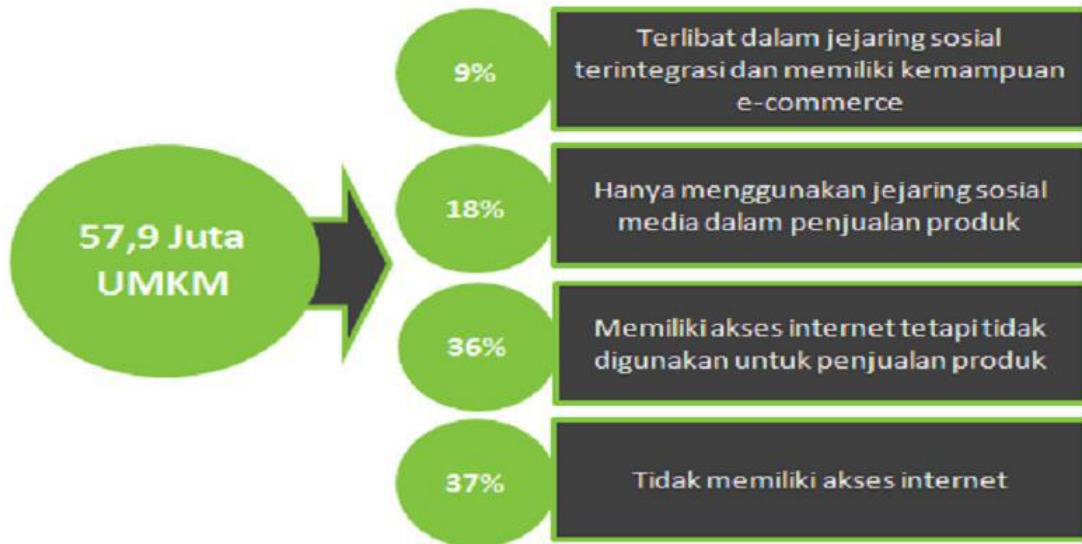 57,9 Juta
UMKM
9%
Terlibat dalam jejaring sosial
terintegrasi dan memiliki kemampuan
e-commerce
18%
Hanya menggunakan jejaring sosial
media dalam penjualan produk
36%
Memiliki akses internet tetapi tidak
digunakan untuk penjualan produk
37%
Tidak memiliki akses internet